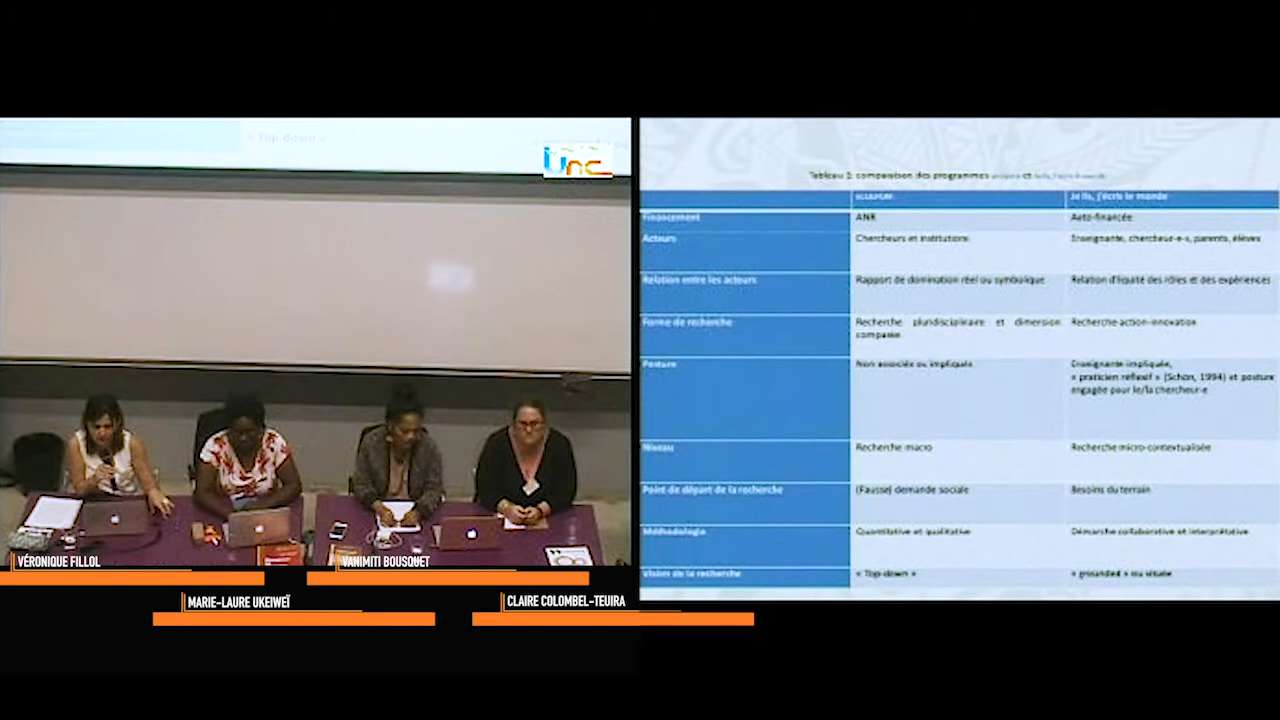 « Top down »
Unc
VÉRONIQUE FILLOL
VANIMITI BOUSQUET
MARIE-LAURE UKEIWEÏ
CLAIRE COLOMBEL-TEUIRA
Tableau 1: comparaison des programmes et
Je lis, j'écris le monde
Financement
ANR
Auto-financée
Acteurs
Chercheurs et institutions
Enseignante, chercheur-e-s, parents, élèves
Relation entre les acteurs
Rapport de domination réel ou symbolique
Relation d'équité des rôles et des expériences
Forme de recherche
Recherche pluridisciplinaire et dimension
comparée
Recherche action-innovation
Posture
Non associés ou impliqués
Enseignante impliquée,
« praticien réflexif » (Schön, 1994) et posture
engagée pour le/la chercheur-e
Niveau
Recherche macro
Recherche micro-contextualisée
Point de départ de la recherche
(Fausse) demande sociale
Besoins du terrain
Méthodologie
Quantitative et qualitative
Démarche collaborative et interprétative
Vision de la recherche
« Top-down »
« grounded » ou située